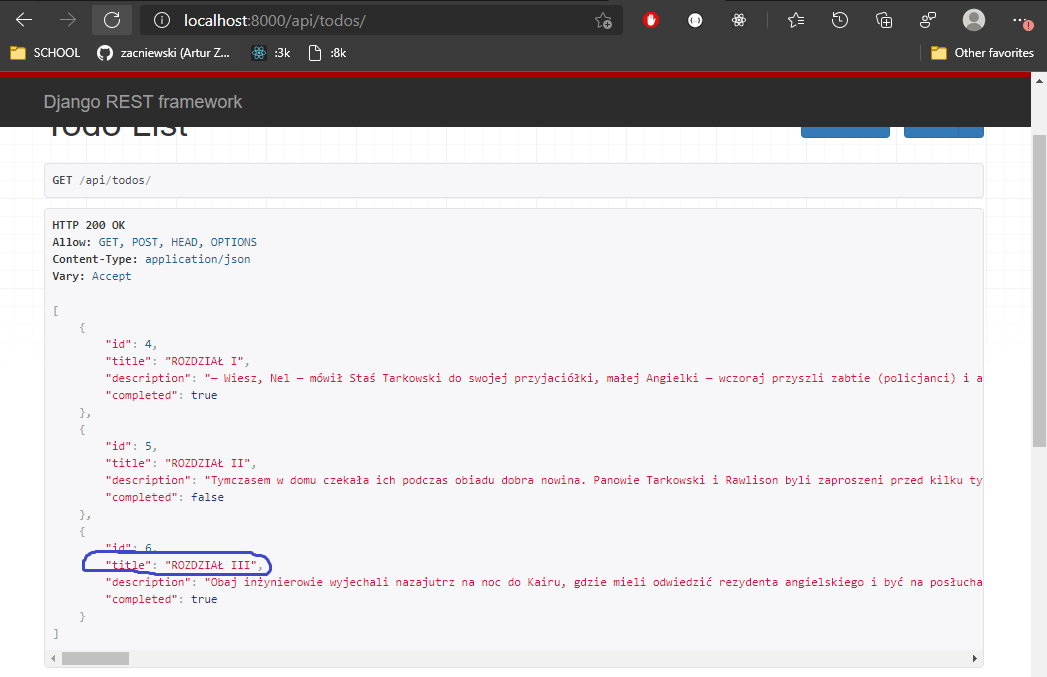 localhost:8000/api/todos/
SCHOOL
zacniewski (Artur Z...
:3k
:8k
Other favorites
Django REST framework
Todo List
GET /api/todos/
HTTP 200 OK
Allow: GET, POST, HEAD, OPTIONS
Content-Type: application/json
Vary: Accept
[
{
"id": 4,
"title": "ROZDZIAŁ I",
"description": "— Wiesz, Nel — mówił Staś Tarkowski do swojej przyjaciółki, małej Angielki — wczoraj przyszli zabtie (policjanci) i a
"completed": true
},
{
"id": 5,
"title": "ROZDZIAŁ II",
"description": "Tymczasem w domu czekała ich podczas obiadu dobra nowina. Panowie Tarkowski i Rawlison byli zaproszeni przed kilku ty
"completed": false
},
{
"id": 6,
"title": "ROZDZIAŁ III",
"description": "Obaj inżynierowie wyjechali nazajutrz na noc do Kairu, gdzie mieli odwiedzić rezydenta angielskiego i być na posłucha
"completed": true
}
]